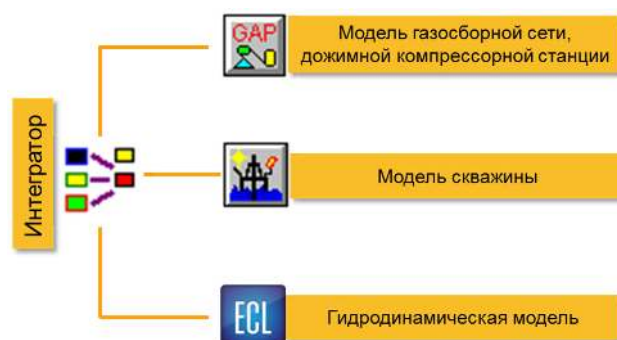 GAP
Модель газосборной сети,
дожимной компрессорной станции
Интегратор
Модель скважины
ECL
Гидродинамическая модель